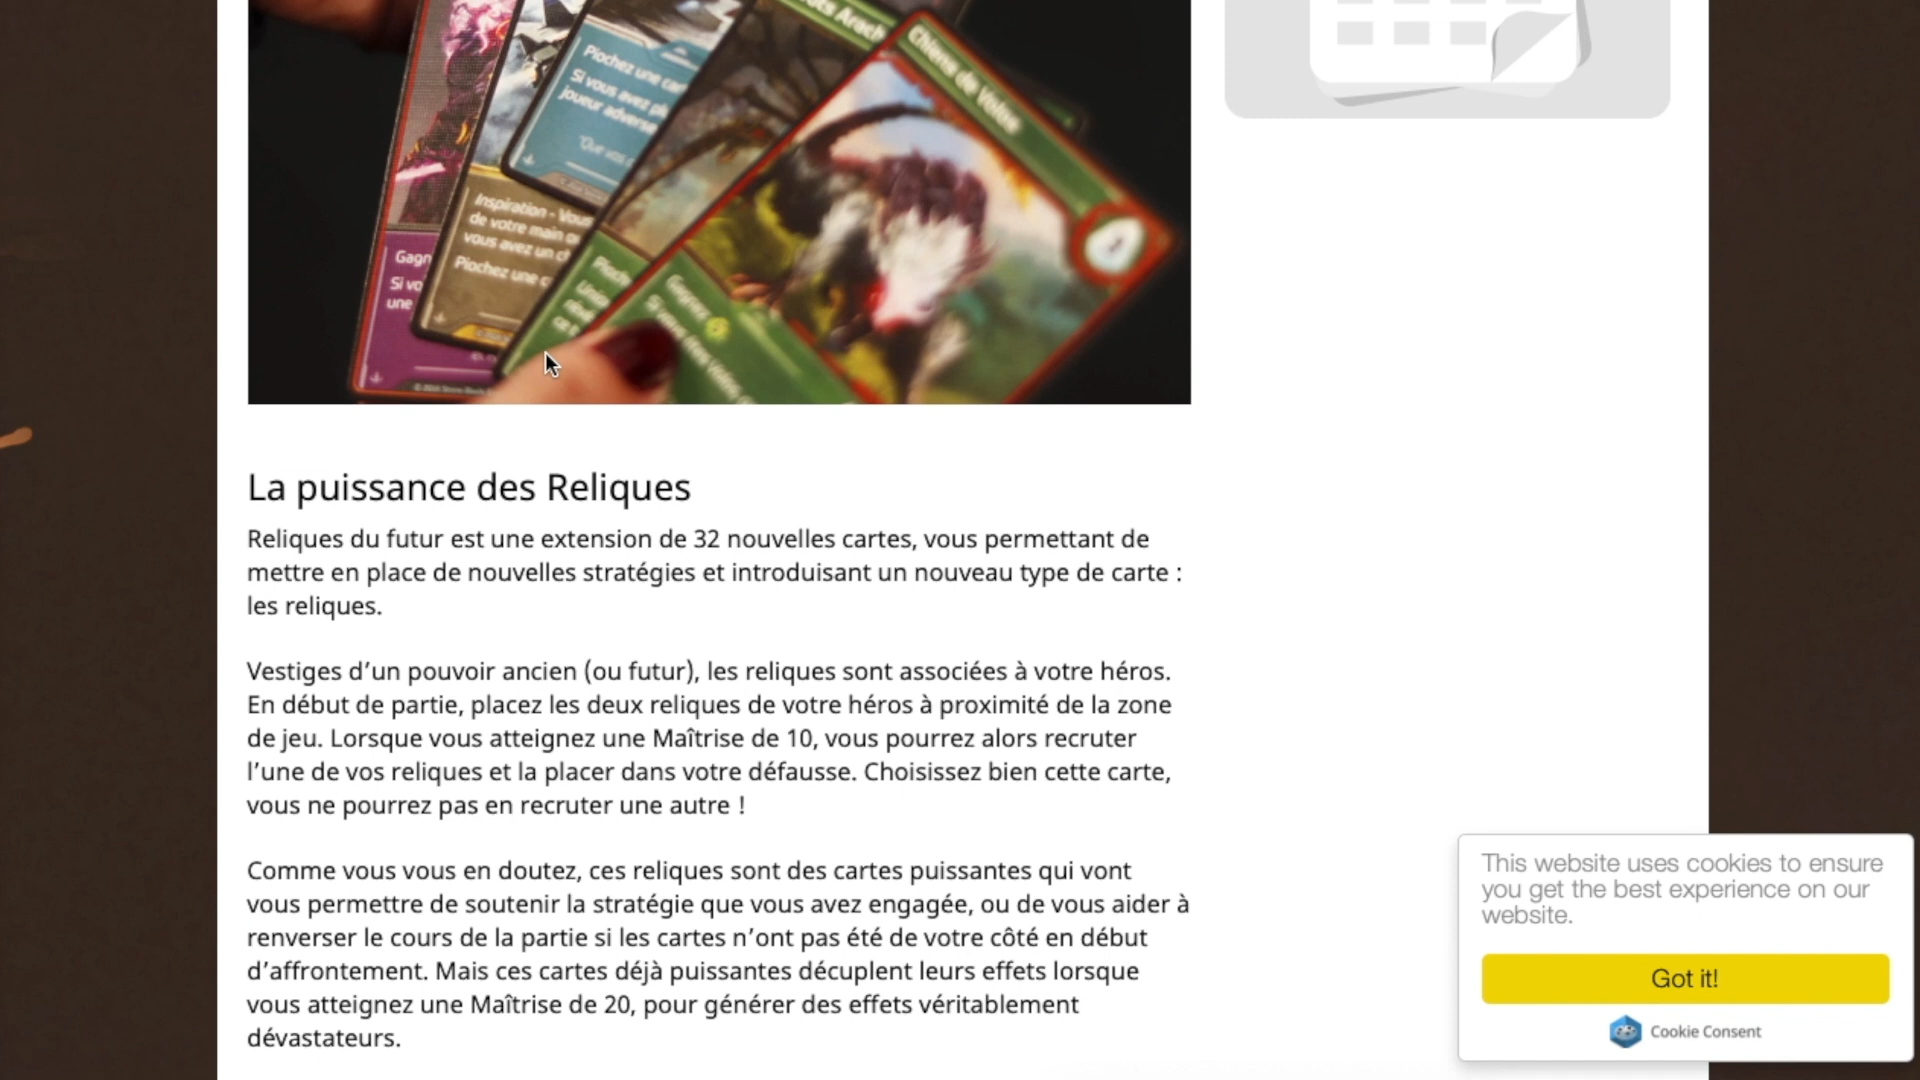 Chiens de Voloe
Piochez une
Si vous avez
joueur adverse
Inspiration - Vous
de votre main
vous avez un
Piochez une
Gagn
Si vo
une
Gagnez
La puissance des Reliques
Reliques du futur est une extension de 32 nouvelles cartes, vous permettant de
mettre en place de nouvelles stratégies et introduisant un nouveau type de carte :
les reliques.
Vestiges d’un pouvoir ancien (ou futur), les reliques sont associées à votre héros.
En début de partie, placez les deux reliques de votre héros à proximité de la zone
de jeu. Lorsque vous atteignez une Maîtrise de 10, vous pourrez alors recruter
l’une de vos reliques et la placer dans votre défausse. Choisissez bien cette carte,
vous ne pourrez pas en recruter une autre !
Comme vous vous en doutez, ces reliques sont des cartes puissantes qui vont
vous permettre de soutenir la stratégie que vous avez engagée, ou de vous aider à
renverser le cours de la partie si les cartes n’ont pas été de votre côté en début
d’affrontement. Mais ces cartes déjà puissantes décuplent leurs effets lorsque
vous atteignez une Maîtrise de 20, pour générer des effets véritablement
dévastateurs.
This website uses cookies to ensure
you get the best experience on our
website.
Got it!
Cookie Consent